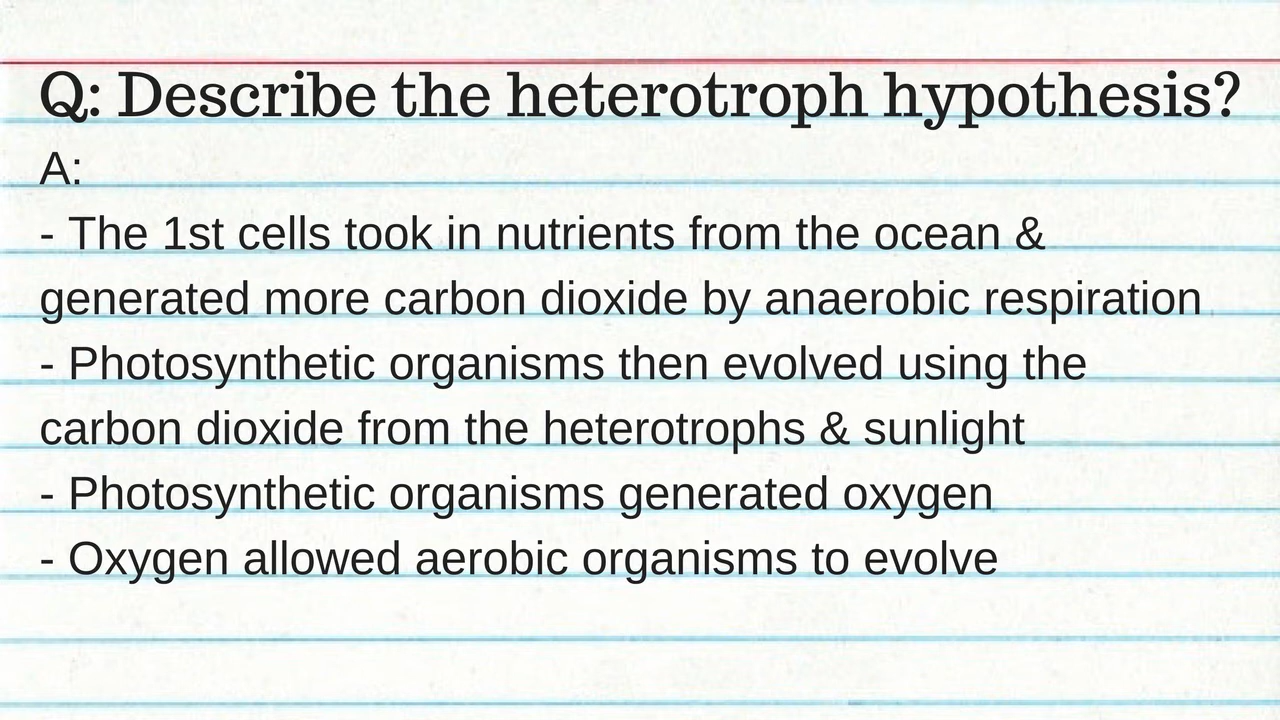 Q: Describe the heterotroph hypothesis?
A:
- The 1st cells took in nutrients from the ocean &
generated more carbon dioxide by anaerobic respiration
- Photosynthetic organisms then evolved using the
carbon dioxide from the heterotrophs & sunlight
- Photosynthetic organisms generated oxygen
- Oxygen allowed aerobic organisms to evolve